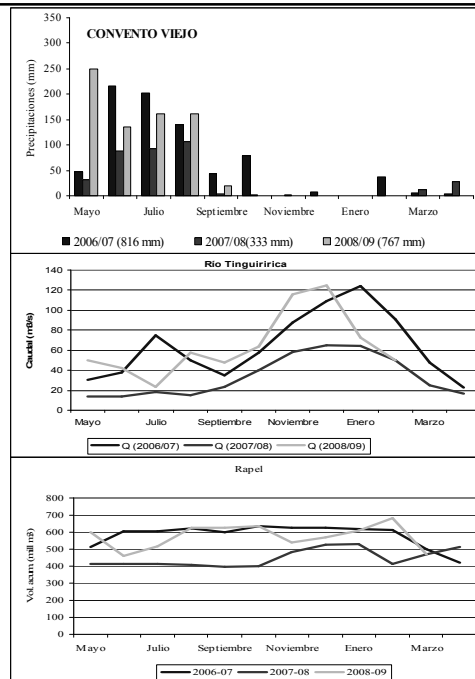 CONVENTO VIEJO
Precipitaciones (mm)
350
300
250
200
150
100
50
0
Mayo Julio Septiembre Noviembre Enero Marzo
2006/07 (816 mm) 2007/08(333 mm) 2008/09 (767 mm)
Río Tinguiririca
Caudal (m3/s)
140
120
100
80
60
40
20
0
Mayo Julio Septiembre Noviembre Enero Marzo
Q (2006/07) Q (2007/08) Q (2008/09)
Rapel
Vol. acum (mill m3)
800
700
600
500
400
300
200
100
0
Mayo Julio Septiembre Noviembre Enero Marzo
2006-07 2007-08 2008-09